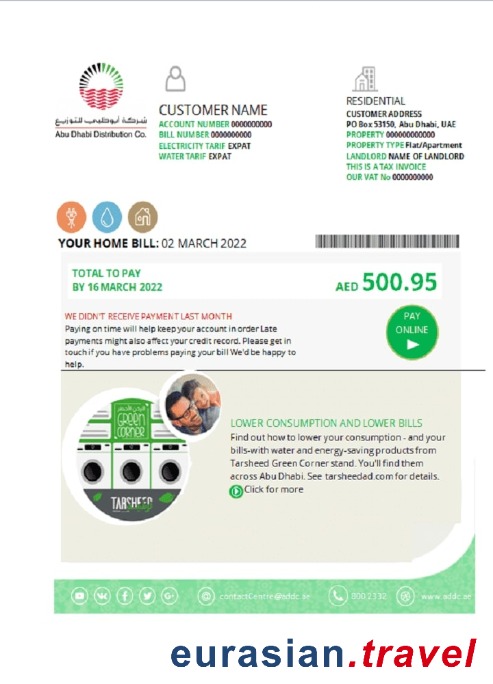 شركة أبوظبي للتوزيع
Abu Dhabi Distribution Co.
CUSTOMER NAME
ACCOUNT NUMBER 0000000000
BILL NUMBER 0000000000
ELECTRICITY TARIF EXPAT
WATER TARIF EXPAT
RESIDENTIAL
CUSTOMER ADDRESS
PO Box 53150, Abu Dhabi, UAE
PROPERTY 000000000000
PROPERTY TYPE Flat/Apartment
LANDLORD NAME OF LANDLORD
THIS IS A TAX INVOICE
OUR VAT No 0000000000
YOUR HOME BILL: 02 MARCH 2022
TOTAL TO PAY
BY 16 MARCH 2022
AED 500.95
WE DIDN'T RECEIVE PAYMENT LAST MONTH
Paying on time will help keep your account in order Late
payments might also affect your credit record. Please get in
touch if you have problems paying your bill We'd be happy to
help.
PAY
ONLINE
GREEN
CORNER
TARSHEED
LOWER CONSUMPTION AND LOWER BILLS
Find out how to lower your consumption - and your
bills-with water and energy-saving products from
Tarsheed Green Corner stand. You'll find them
across Abu Dhabi. See tarsheedad.com for details.
Click for more
contactCentre@addc.ae
800 2332
www.addc.ae
eurasian.travel